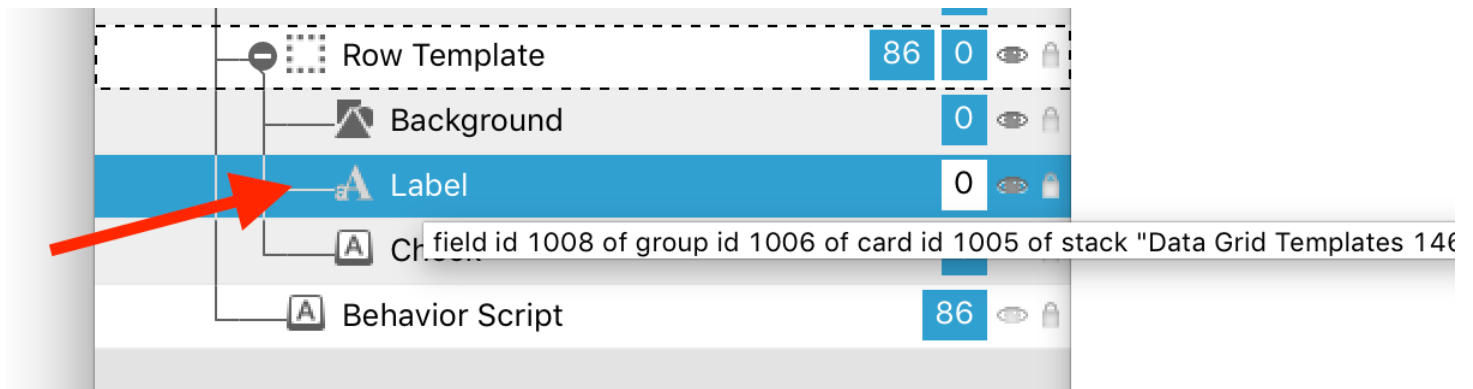 Row Template 86 0
Background 0
A Label 0
field id 1008 of group id 1006 of card id 1005 of stack "Data Grid Templates 146
A
A Behavior Script 86